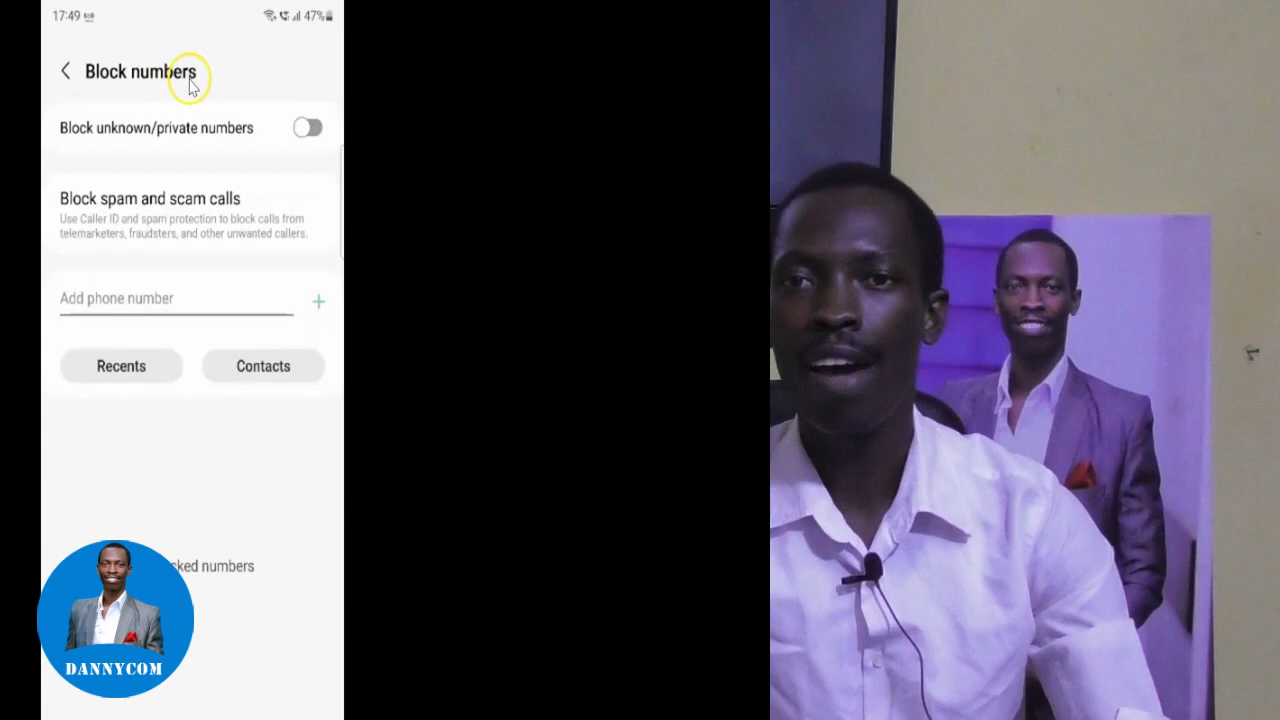 17:49
47%
Block numbers
Block unknown/private numbers
Block spam and scam calls
Use Caller ID and spam protection to block calls from
telemarketers, fraudsters, and other unwanted callers.
Add phone number
+
Recents
Contacts
numbers
DANNYCOM